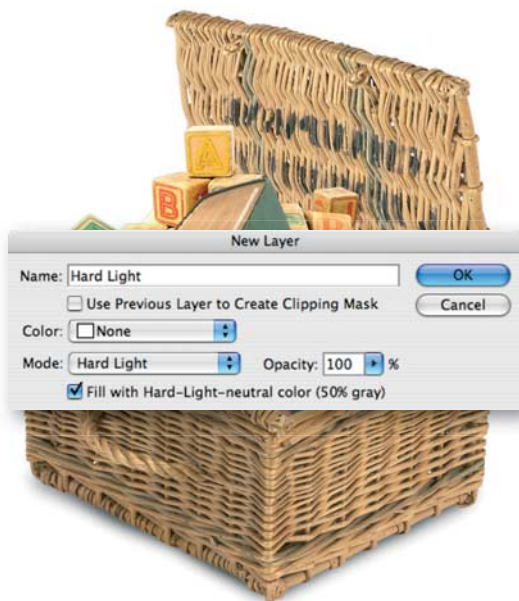 A
B
New Layer
Name: Hard Light
OK
Use Previous Layer to Create Clipping Mask
Cancel
Color: None
Mode: Hard Light Opacity: 100 %
Fill with Hard-Light-neutral color (50% gray)